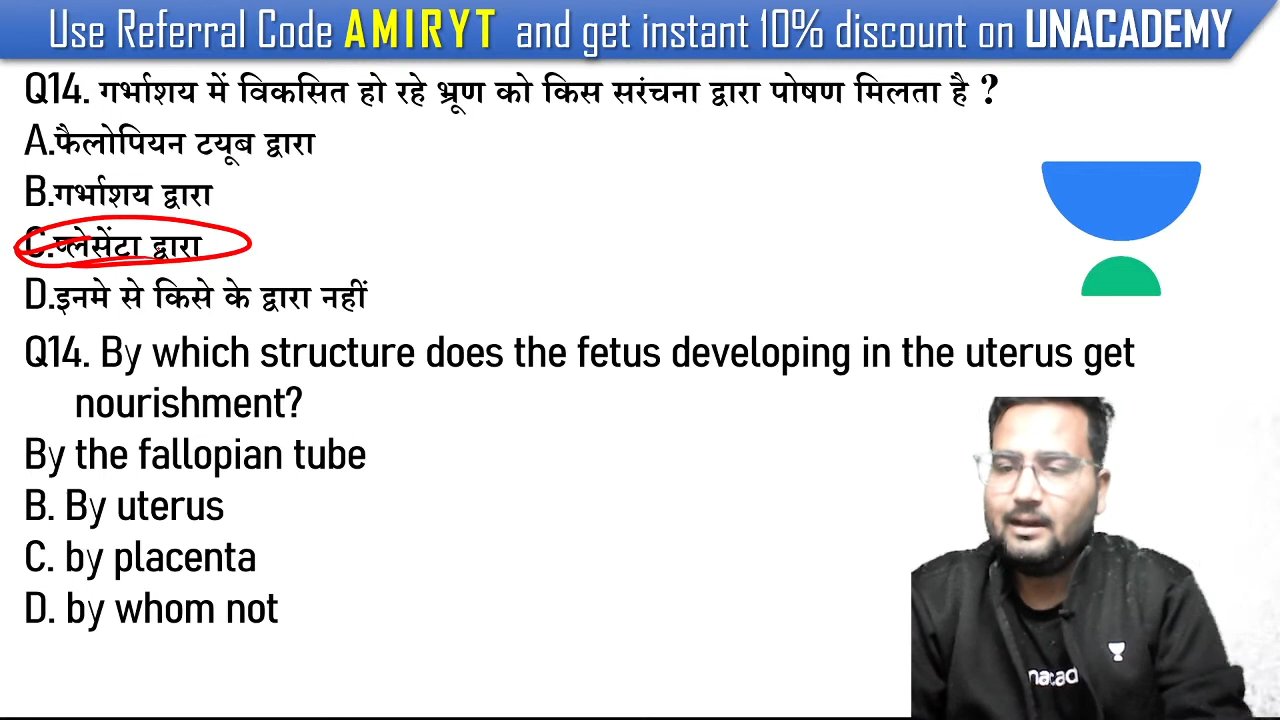 Use Referral Code AMIRYT and get instant 10% discount on UNACADEMY
Q14. गर्भाशय में विकसित हो रहे भ्रूण को किस सरंचना द्वारा पोषण मिलता है ?
A.फैलोपियन टयूब द्वारा
B.गर्भाशय द्वारा
C.प्लेसेंटा द्वारा
D.इनमे से किसे के द्वारा नहीं
Q14. By which structure does the fetus developing in the uterus get
nourishment?
By the fallopian tube
B. By uterus
C. by placenta
D. by whom not